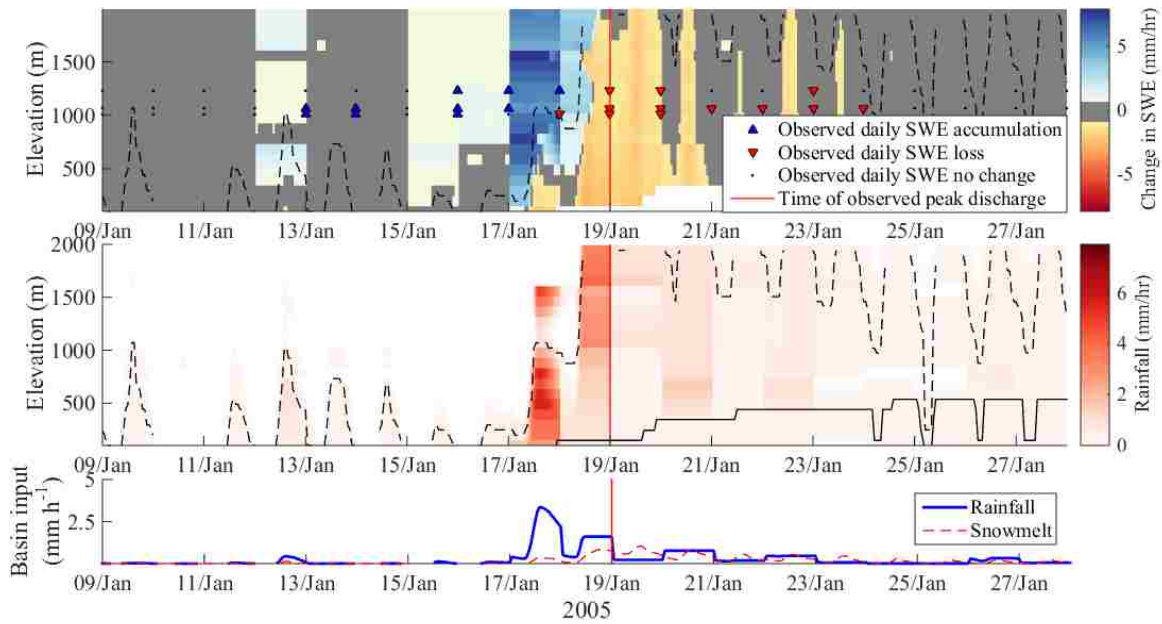 Elevation (m)
1500
1000
500
Observed daily SWE accumulation
Observed daily SWE loss
Observed daily SWE no change
Time of observed peak discharge
5
0
-5
Change in SWE (mm/hr)
09/Jan 11/Jan 13/Jan 15/Jan 17/Jan 19/Jan 21/Jan 23/Jan 25/Jan 27/Jan
Elevation (m)
2000
1500
1000
500
6
4
2
0
Rainfall (mm/hr)
09/Jan 11/Jan 13/Jan 15/Jan 17/Jan 19/Jan 21/Jan 23/Jan 25/Jan 27/Jan
Basin input
(mm h-1)
5
2.5
Rainfall
Snowmelt
09/Jan 11/Jan 13/Jan 15/Jan 17/Jan 19/Jan 21/Jan 23/Jan 25/Jan 27/Jan
2005